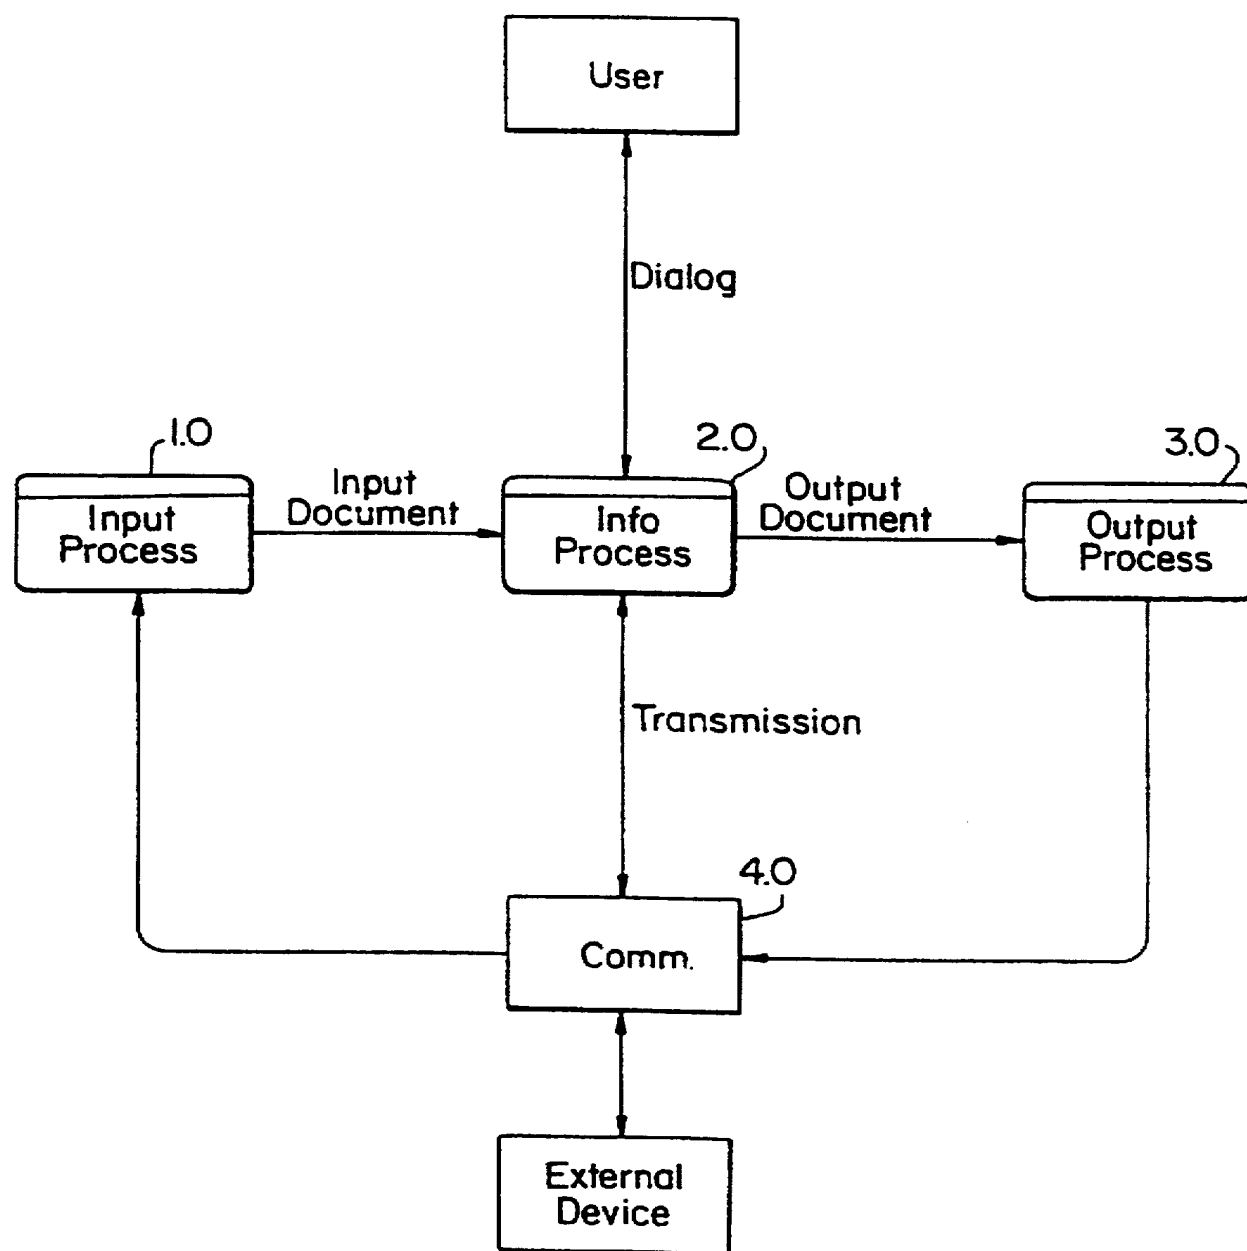 User
Dialog
1.0
2.0
3.0
Input
Process
Input
Document
Info
Process
Output
Document
Output
Process
Transmission
4.0
Comm.
External
Device